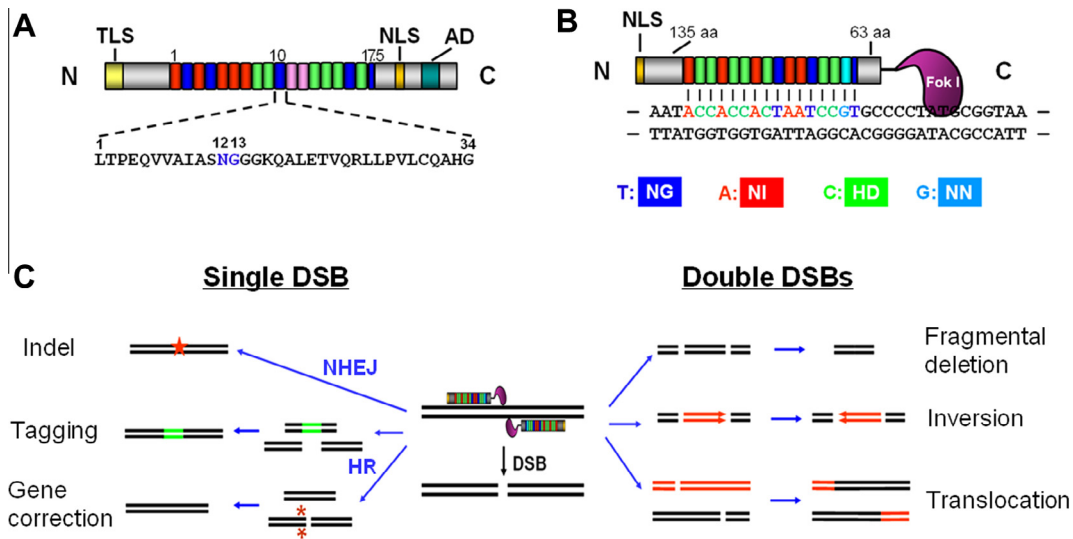 A
TLS
1
10
17.5
NLS
AD
N
C
1
12 13
34
LTPEQVVAIASNGGGKQALETVQRLLPVLCQAHG
B
NLS
135 aa
63 aa
N
Fok I
C
— AATACCACCACTAATCCGTGCCCCTATGCGGTAA —
— TTATGGTGGTGATTAGGCACGGGGATACGCCATT —
T: NG
A: NI
C: HD
G: NN
C
Single DSB
Double DSBs
Indel
NHEJ
Fragmental
deletion
Tagging
Inversion
HR
DSB
Gene
correction
*
*
Translocation